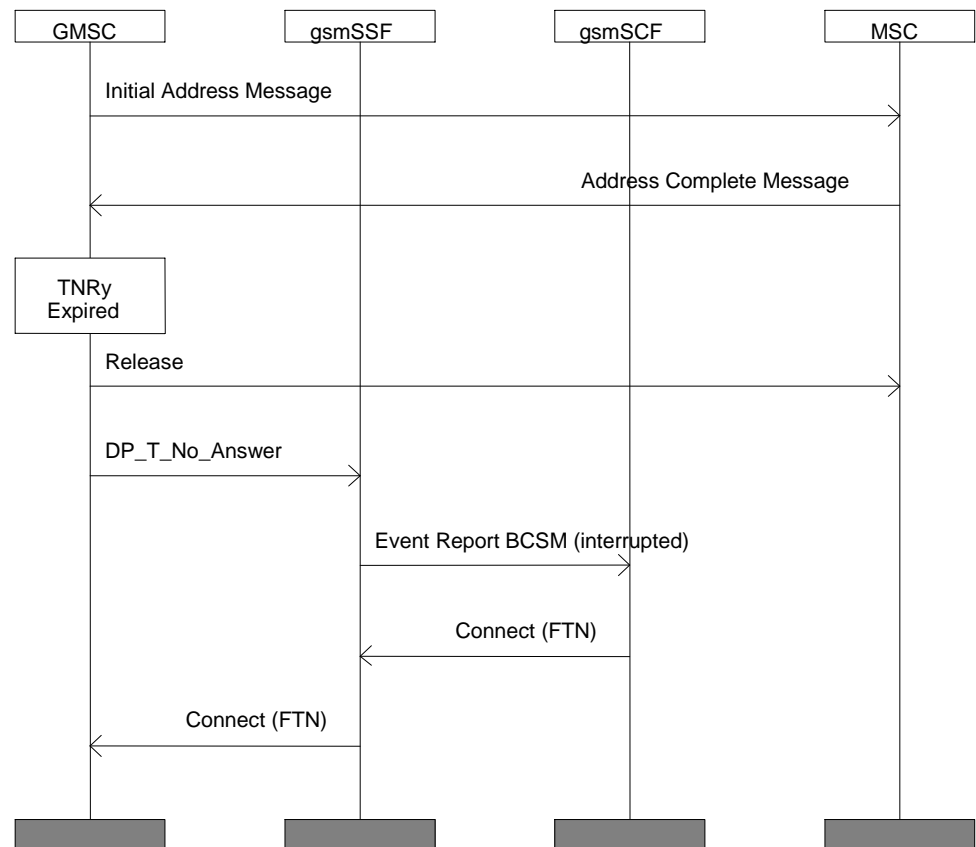 GMSC gsmSSF gsmSCF MSC
Initial Address Message
Address Complete Message
TNRy
Expired
Release
DP_T_No_Answer
Event Report BCSM (interrupted)
Connect (FTN)
Connect (FTN)